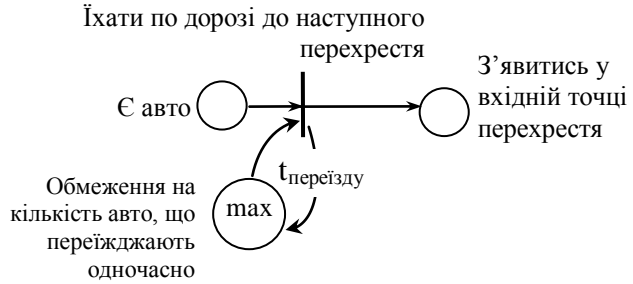 Їхати по дорозі до наступного
перехрестя
Є авто
З’явитись у
вхідній точці
перехрестя
tпереїзду
Обмеження на
кількість авто, що
переїжджають
одночасно
max